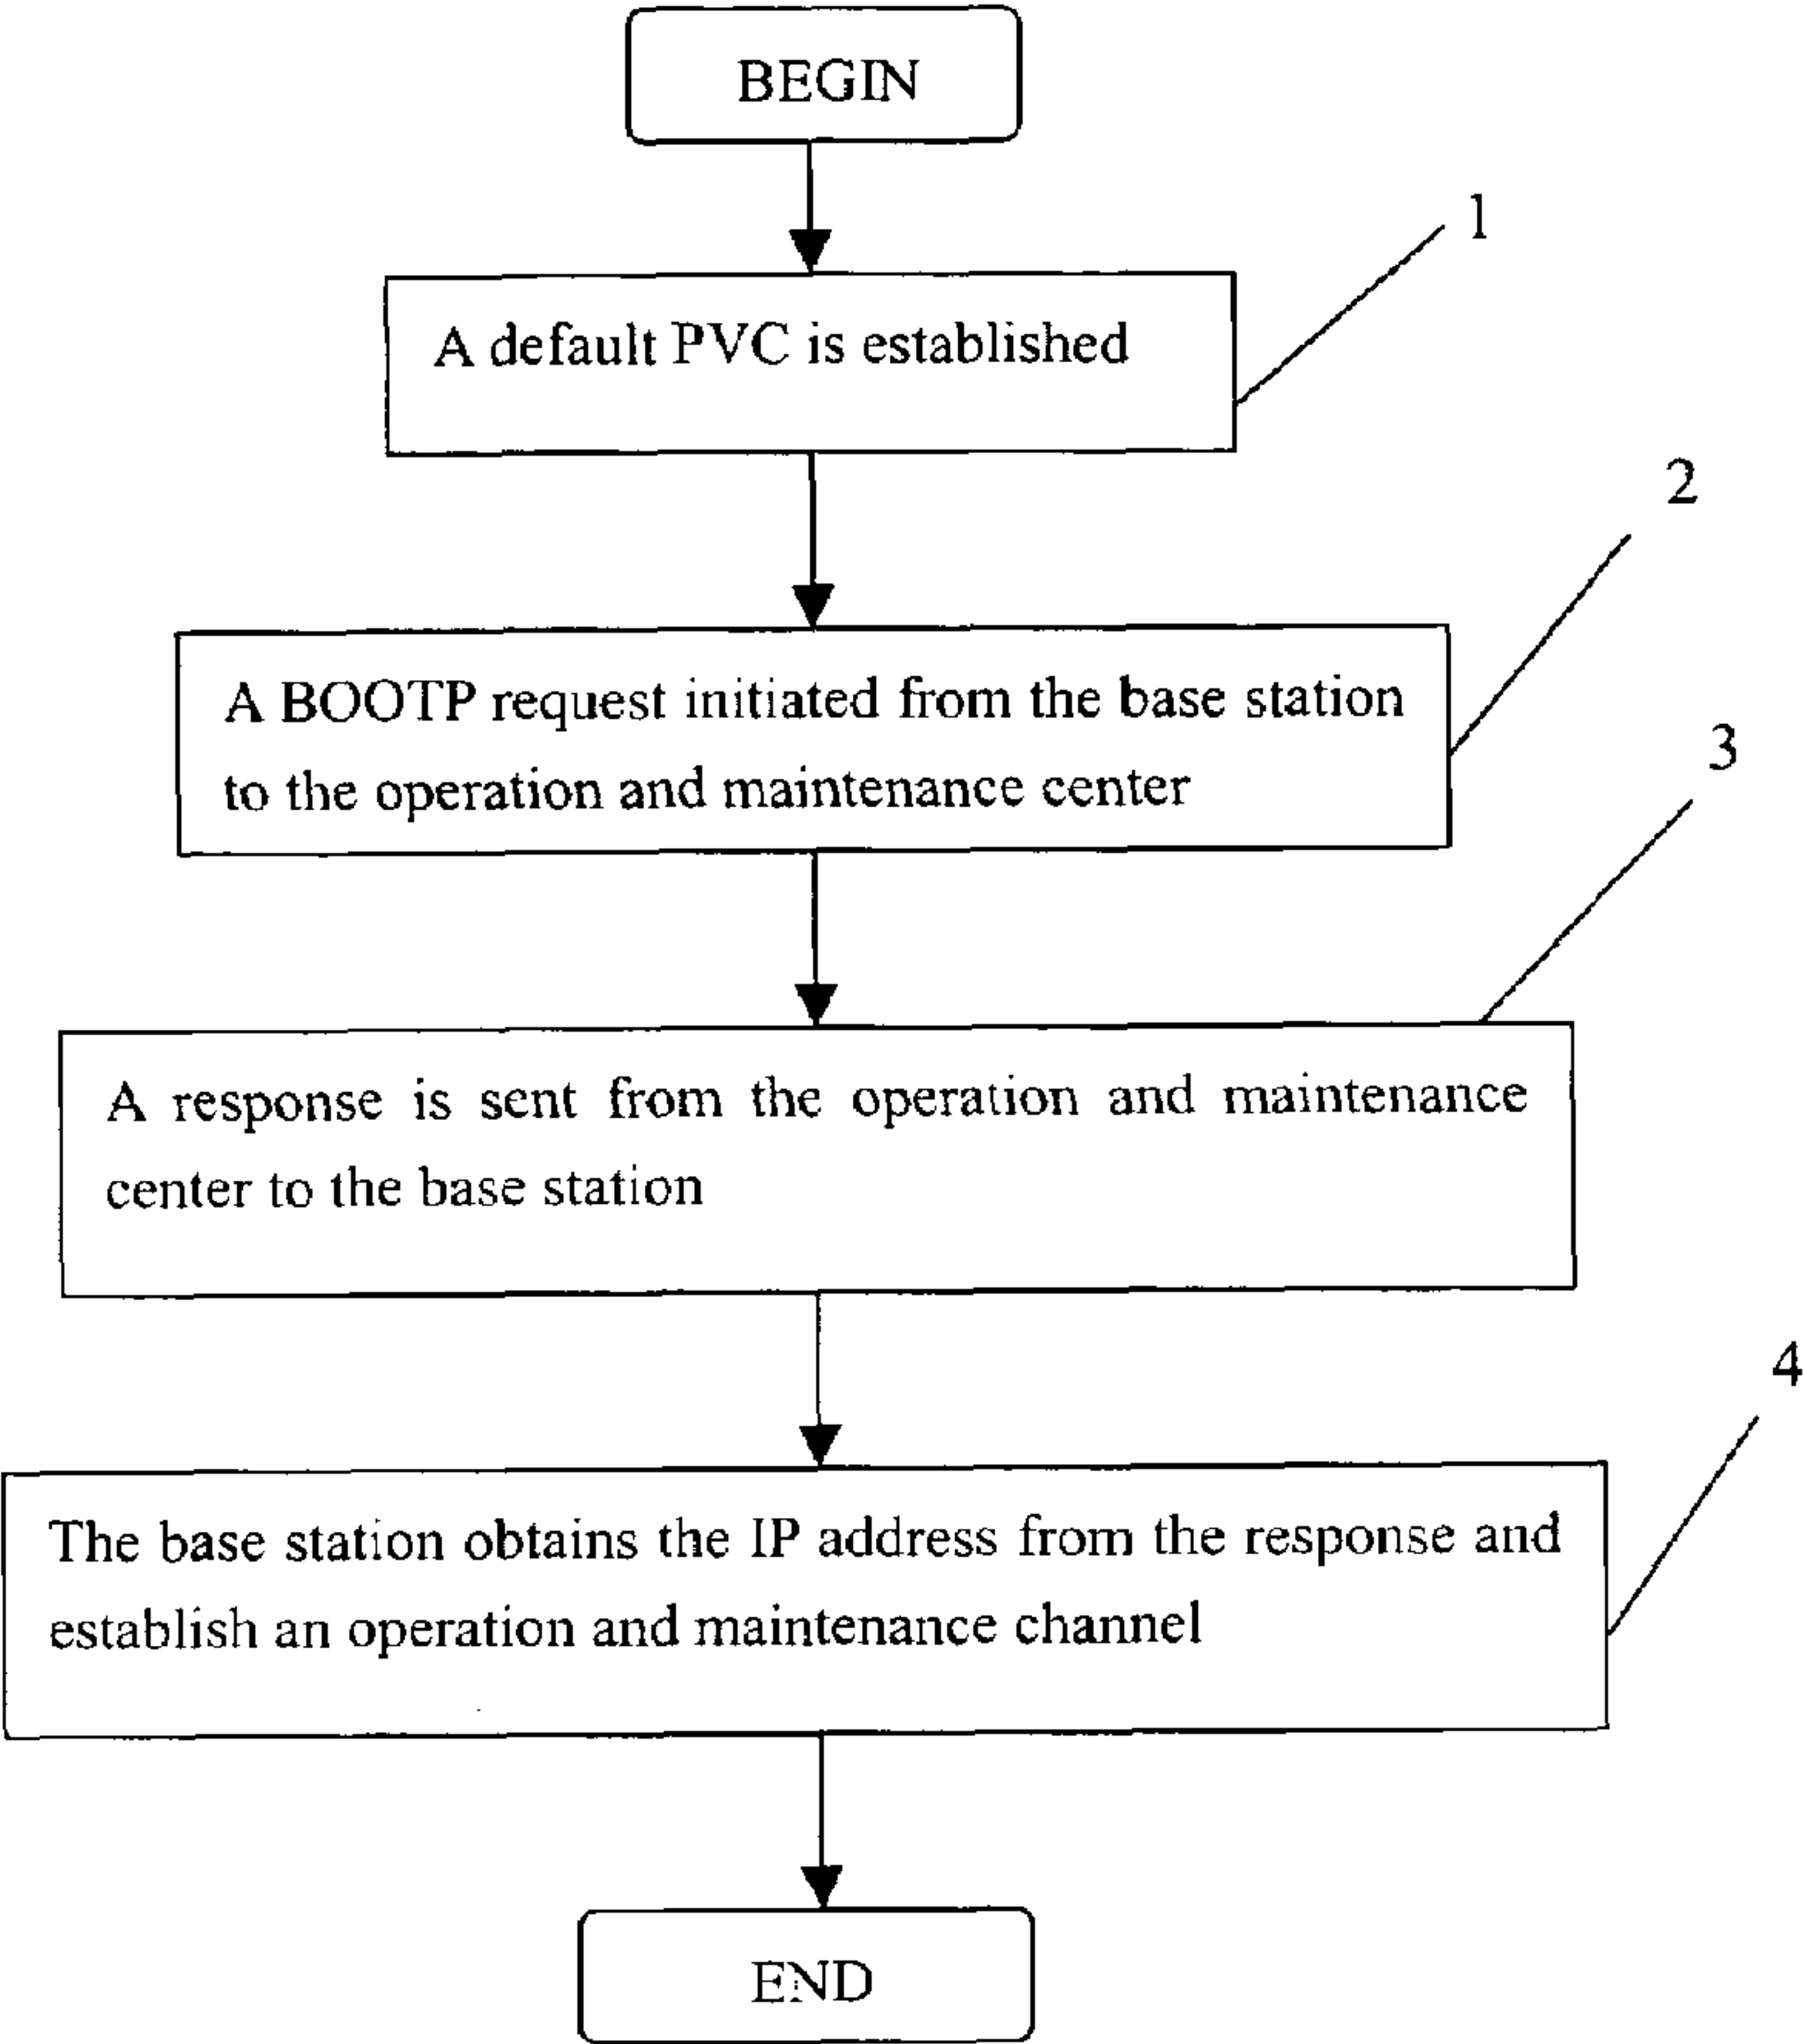 BEGIN
1
A default PVC is established
2
A BOOTP request initiated from the base station
to the operation and maintenance center
3
A response is sent from the operation and maintenance
center to the base station
4
The base station obtains the IP address from the response and
establish an operation and maintenance channel
END